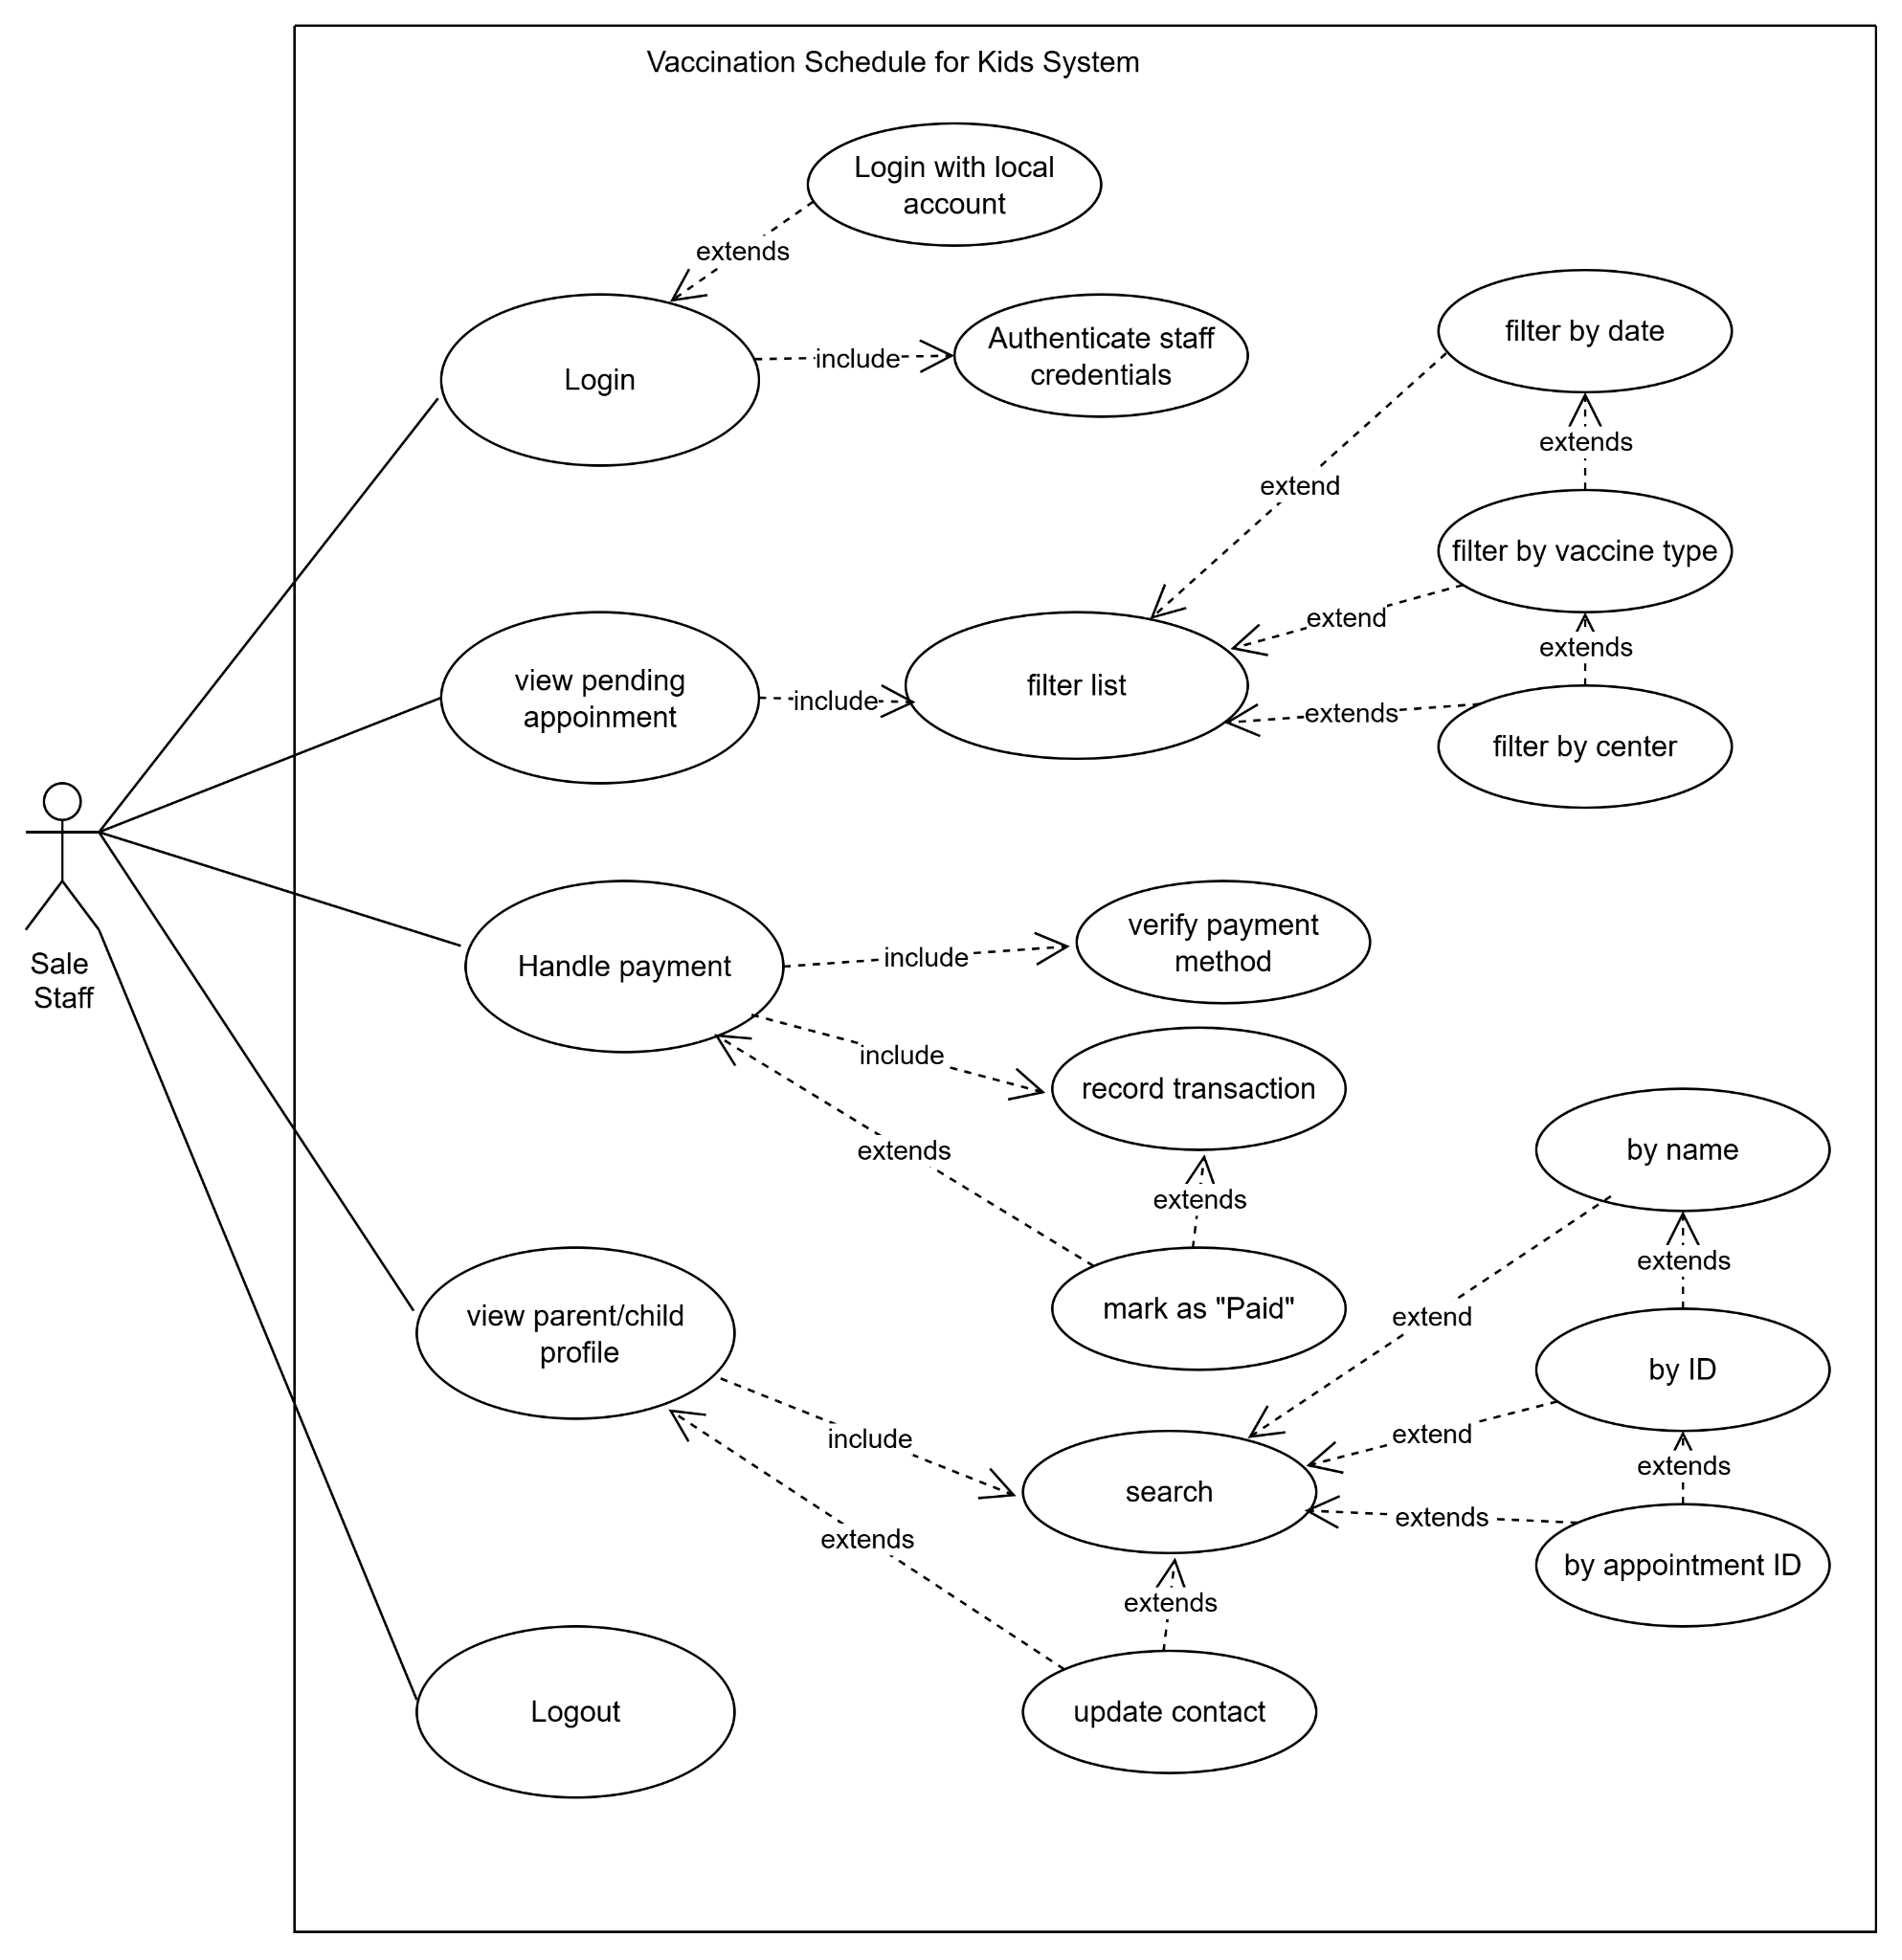 Vaccination Schedule for Kids System
Login with local
account
extends
Login
include
Authenticate staff
credentials
filter by date
extends
extend
filter by vaccine type
extend
extends
view pending
appoinment
include
filter list
extends
filter by center
Sale
Staff
Handle payment
include
verify payment
method
include
record transaction
extends
extends
mark as "Paid"
by name
extends
extend
by ID
view parent/child
profile
include
extend
extends
search
extends
by appointment ID
extends
extends
update contact
Logout